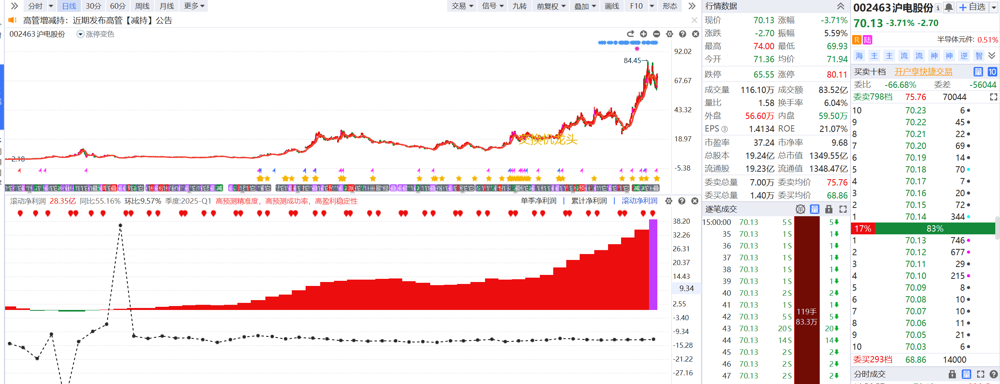 分时 日线 30分 60分 周线 月线 更多 交易 信号 九转 前复权 叠加 画线 F10 形态
高管增减持：近期发布高管【减持】公告
002463 沪电股份 涨停变色
92.02
84.45→
67.67
43.32
18.97
交换机龙头
2.18
-5.38
滚动净利润 28.35亿 同比:55.16% 环比:9.57% 季度:2025-Q1 高预测精准度，高预测成功率，高盈利稳定性 单季净利润 | 累计净利润 | 滚动净利润
38.20
32.26
26.31
20.37
14.43
9.34
2.55
-3.40
-9.34
-15.28
-21.22
-27.16
行情数据
现价 70.13 涨幅 -3.71%
涨跌 -2.70 振幅 5.59%
最高 74.00 最低 69.93
今开 71.36 均价 71.94
跌停 65.55 涨停 80.11
成交量 116.10万 成交额 83.52亿
量比 1.58 换手率 6.04%
外盘 56.60万 内盘 59.50万
EPS③ 1.4134 ROE 21.07%
市盈率 37.24 市净率 9.68
总股本 19.24亿 总市值 1349.55亿
流通股 19.23亿 流通值 1348.47亿
委卖总量 7.00万 委卖均价 75.76
委买总量 1.40万 委买均价 68.86
逐笔成交 单 量
15:00:00 70.13 5 S 5
35 70.13 1 S 1
36 70.13 1 S 1
37 70.13 1 S 1
38 70.13 1 S 1
39 70.13 1 S 1
40 70.13 2 S 2
41 70.13 1 S 1
42 70.13 5 S 5
43 70.13 20 S 20
44 70.13 14 S 14
45 70.13 2 S 2
46 70.13 2 S 2
47 70.13 2 S 2
119手
83.3万
002463 沪电股份 自选
70.13 -3.71% -2.70
R 陆 半导体元件: 0.51%
海 主 主 流 流 神 神 逆 智
买卖十档 开户享快捷交易 量 10
委比 -66.68% 委差 -56044
委卖798档 75.76 70044
10 70.23 6
9 70.22 45
8 70.21 22
7 70.20 69
6 70.19 14
5 70.18 70
4 70.17 7
3 70.16 20
2 70.15 72
1 70.14 344
17% 83%
1 70.13 746
2 70.12 677
3 70.11 29
4 70.10 215
5 70.09 8
6 70.08 10
7 70.07 10
8 70.06 11
9 70.05 21
10 70.03 6
委买293档 68.86 14000
分时成交 量